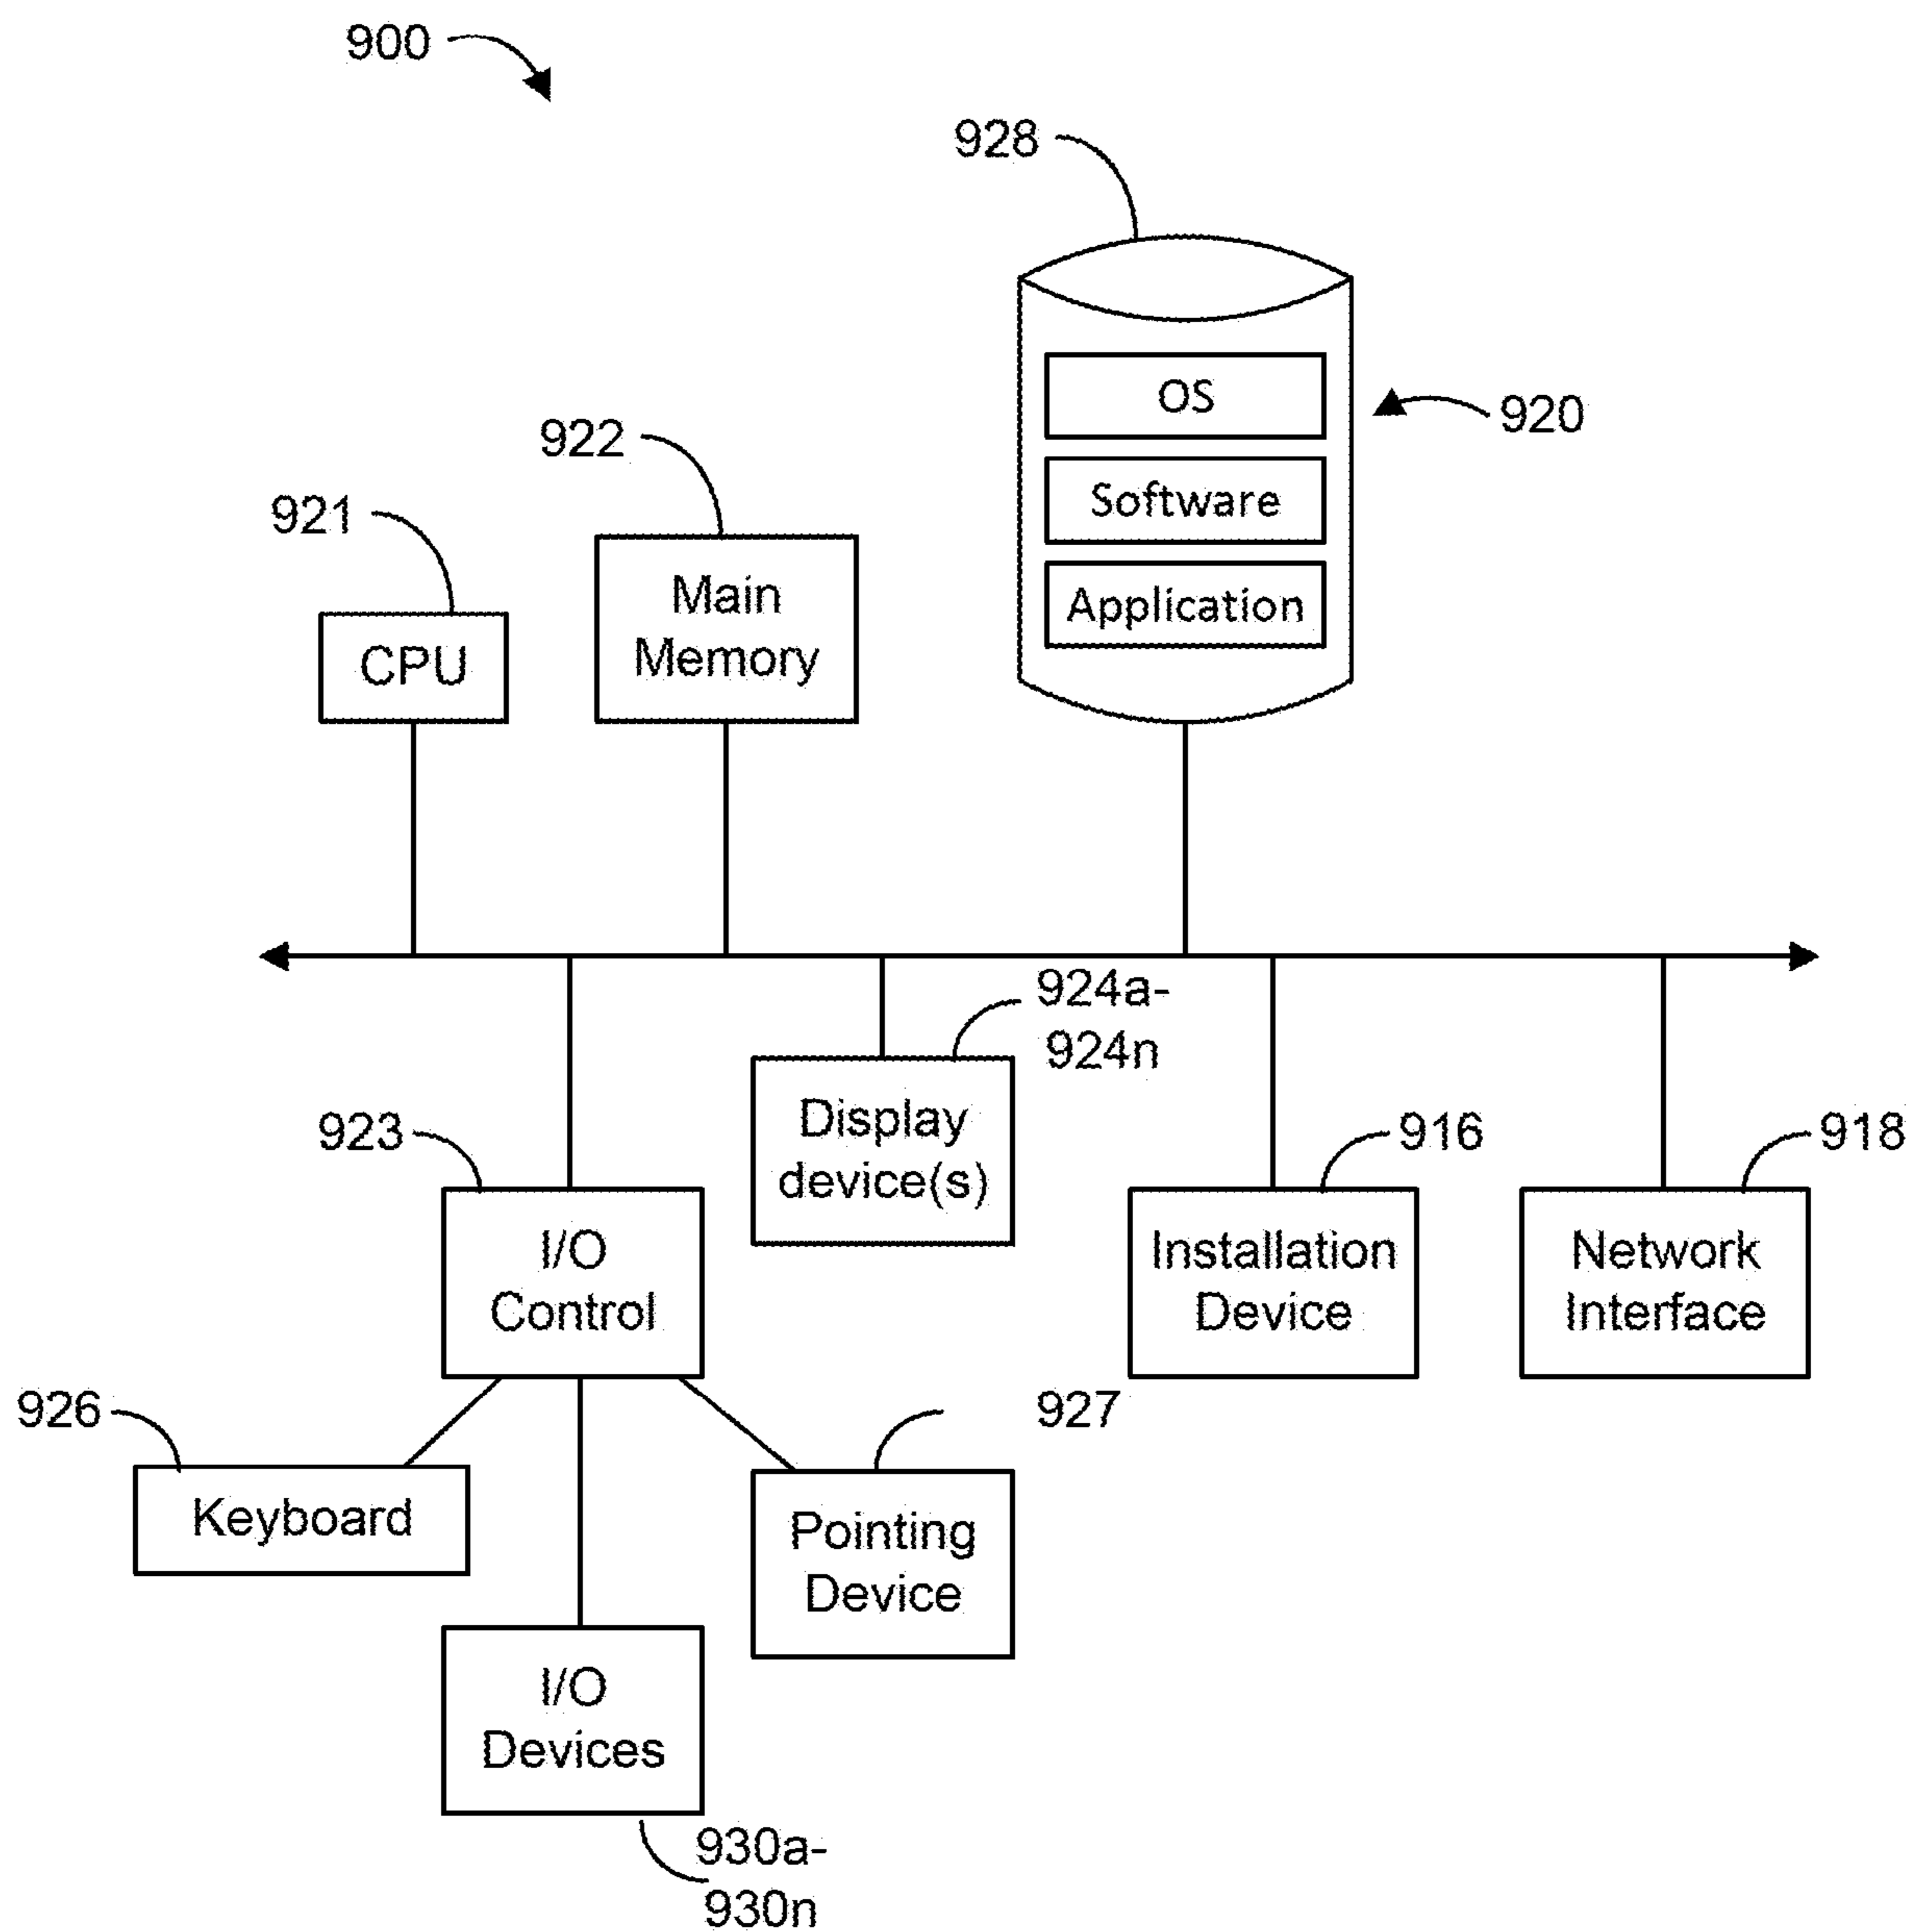 900
928
OS
920
922
Software
921
Main
Memory
Application
CPU
924a-
924n
Display
device(s)
923
916
918
I/O
Control
Installation
Device
Network
Interface
926
927
Keyboard
Pointing
Device
I/O
Devices
930a-
930n